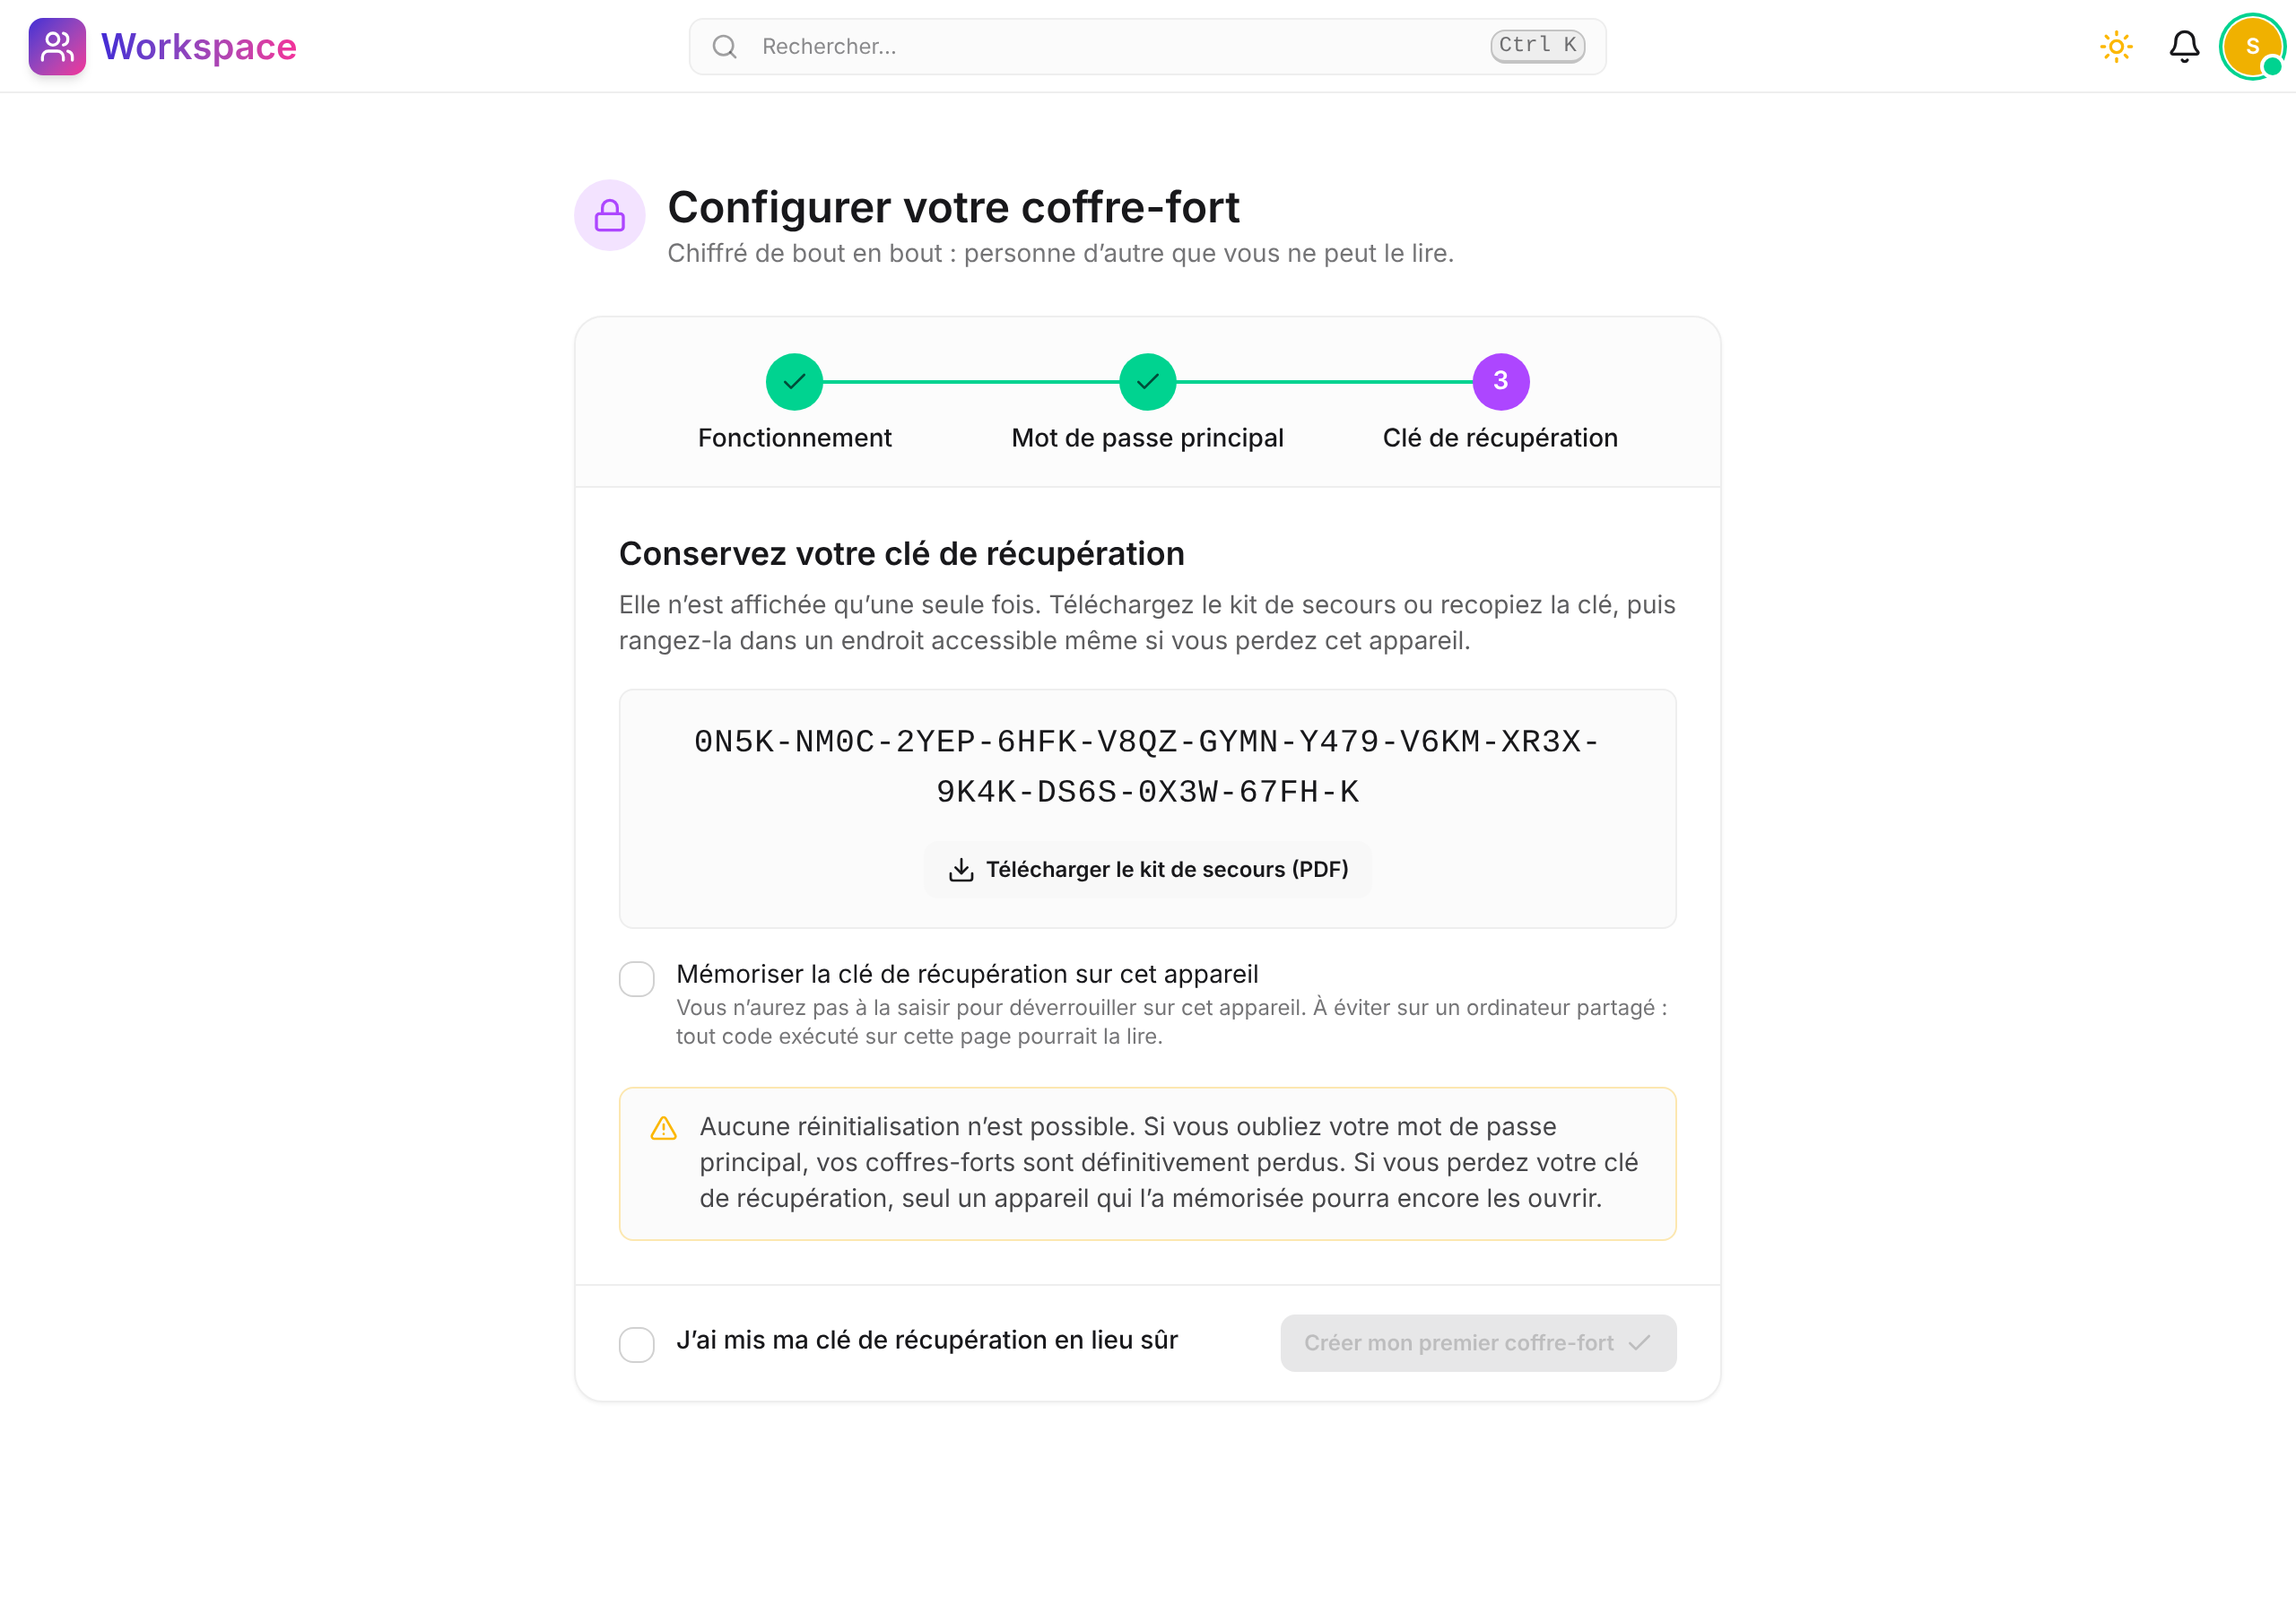 Workspace
Rechercher...
Ctrl K
S
Configurer votre coffre-fort
Chiffré de bout en bout : personne d’autre que vous ne peut le lire.
3
Fonctionnement
Mot de passe principal
Clé de récupération
Conservez votre clé de récupération
Elle n’est affichée qu’une seule fois. Téléchargez le kit de secours ou recopiez la clé, puis
rangez-la dans un endroit accessible même si vous perdez cet appareil.
0N5K-NM0C-2YEP-6HFK-V8QZ-GYMN-Y479-V6KM-XR3X-
9K4K-DS6S-0X3W-67FH-K
Télécharger le kit de secours (PDF)
Mémoriser la clé de récupération sur cet appareil
Vous n’aurez pas à la saisir pour déverrouiller sur cet appareil. À éviter sur un ordinateur partagé :
tout code exécuté sur cette page pourrait la lire.
Aucune réinitialisation n’est possible. Si vous oubliez votre mot de passe
principal, vos coffres-forts sont définitivement perdus. Si vous perdez votre clé
de récupération, seul un appareil qui l’a mémorisée pourra encore les ouvrir.
J’ai mis ma clé de récupération en lieu sûr
Créer mon premier coffre-fort